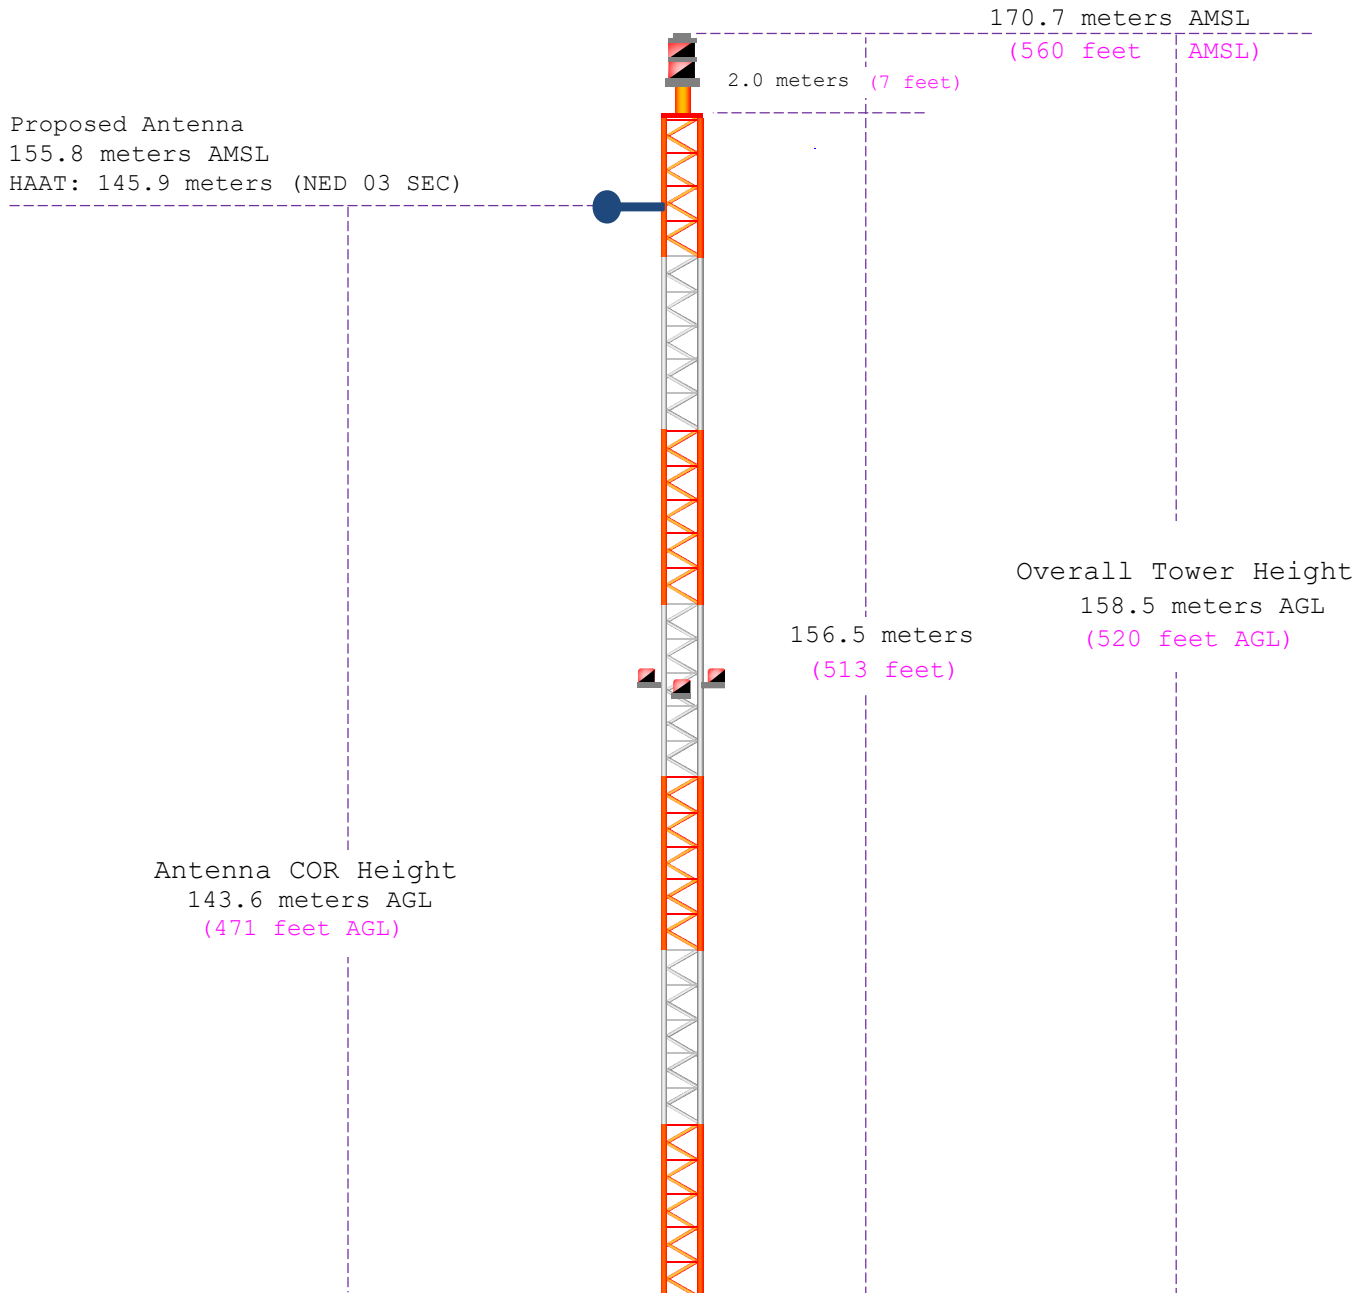 170.7 meters AMSL
(560 feet AMSL)
2.0 meters (7 feet)
Proposed Antenna
155.8 meters AMSL
HAAT: 145.9 meters (NED 03 SEC)
Overall Tower Height
158.5 meters AGL
(520 feet AGL)
156.5 meters
(513 feet)
Antenna COR Height
143.6 meters AGL
(471 feet AGL)